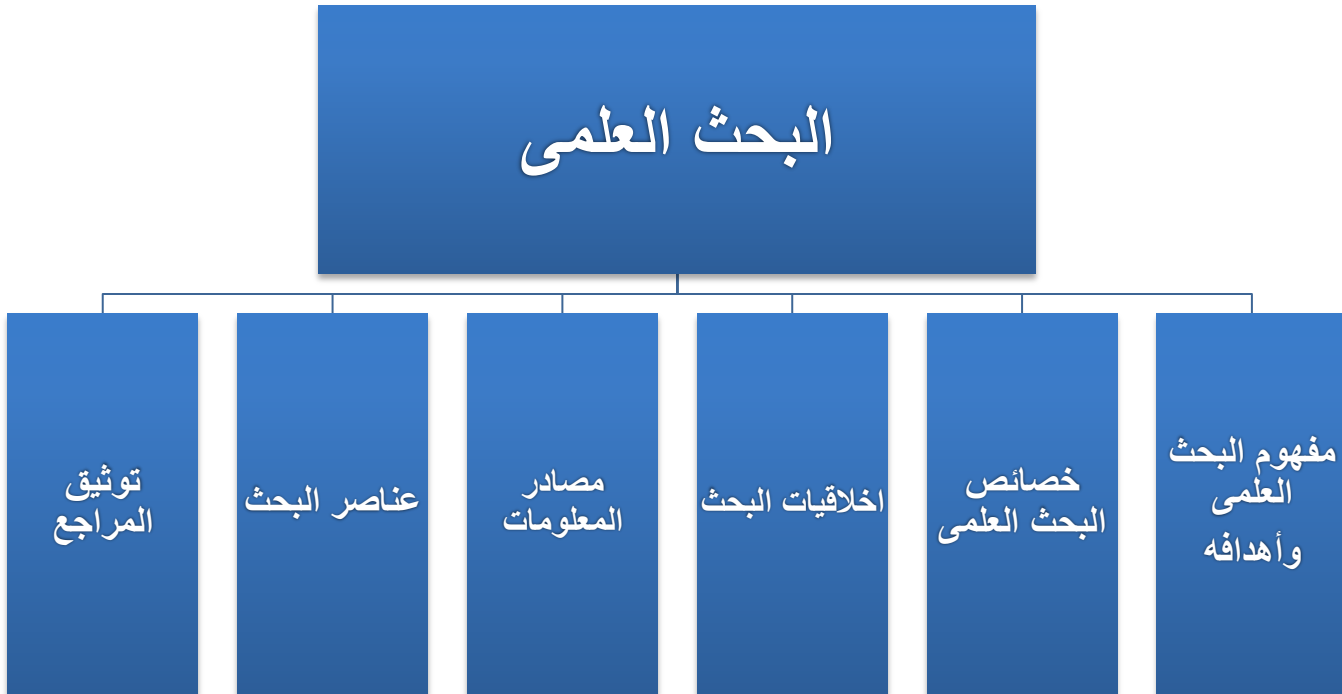 البحث العلمى
مفهوم البحث
العلمى
وأهدافه
خصائص
البحث العلمى
اخلاقيات البحث
مصادر
المعلومات
عناصر البحث
توثيق
المراجع